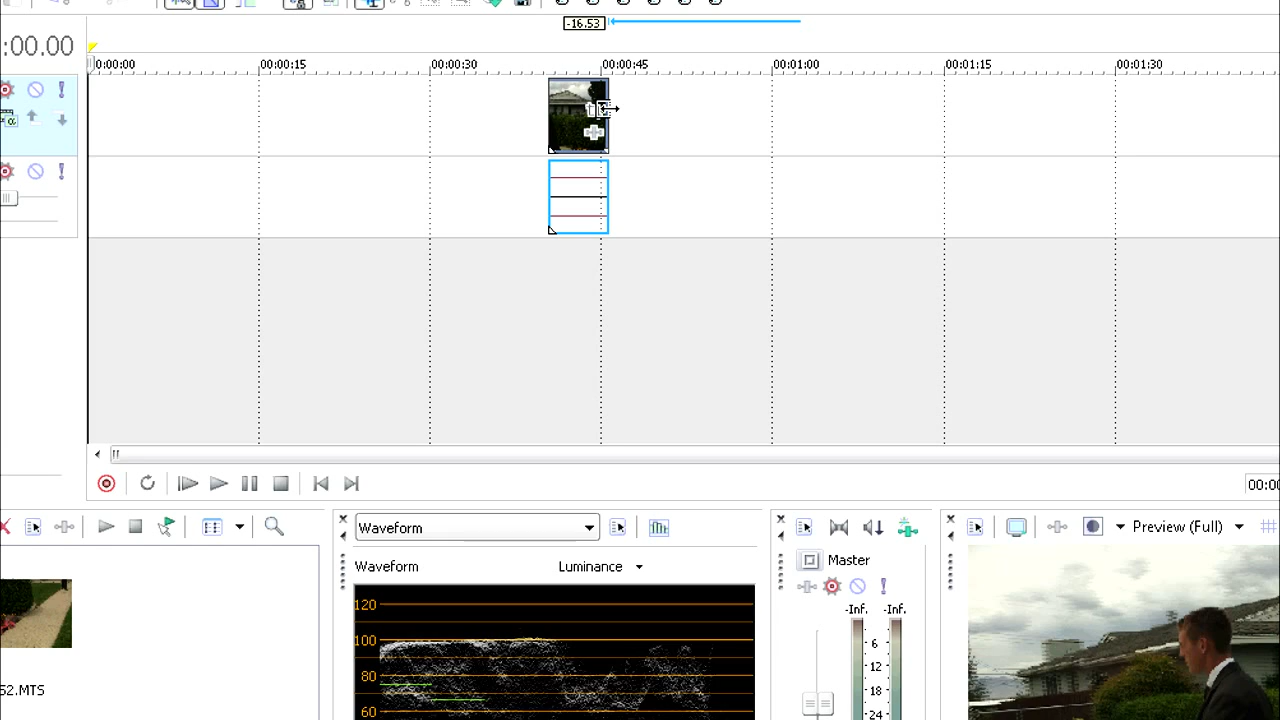 -16.53
:00.00
00:00:00 00:00:15 00:00:30 00:00:45 00:01:00 00:01:15 00:01:30
00:00
Waveform
Preview (Full)
Waveform
Luminance
Master
-Inf. -Inf.
120
100
80
60
6
12
18
24
52.MTS